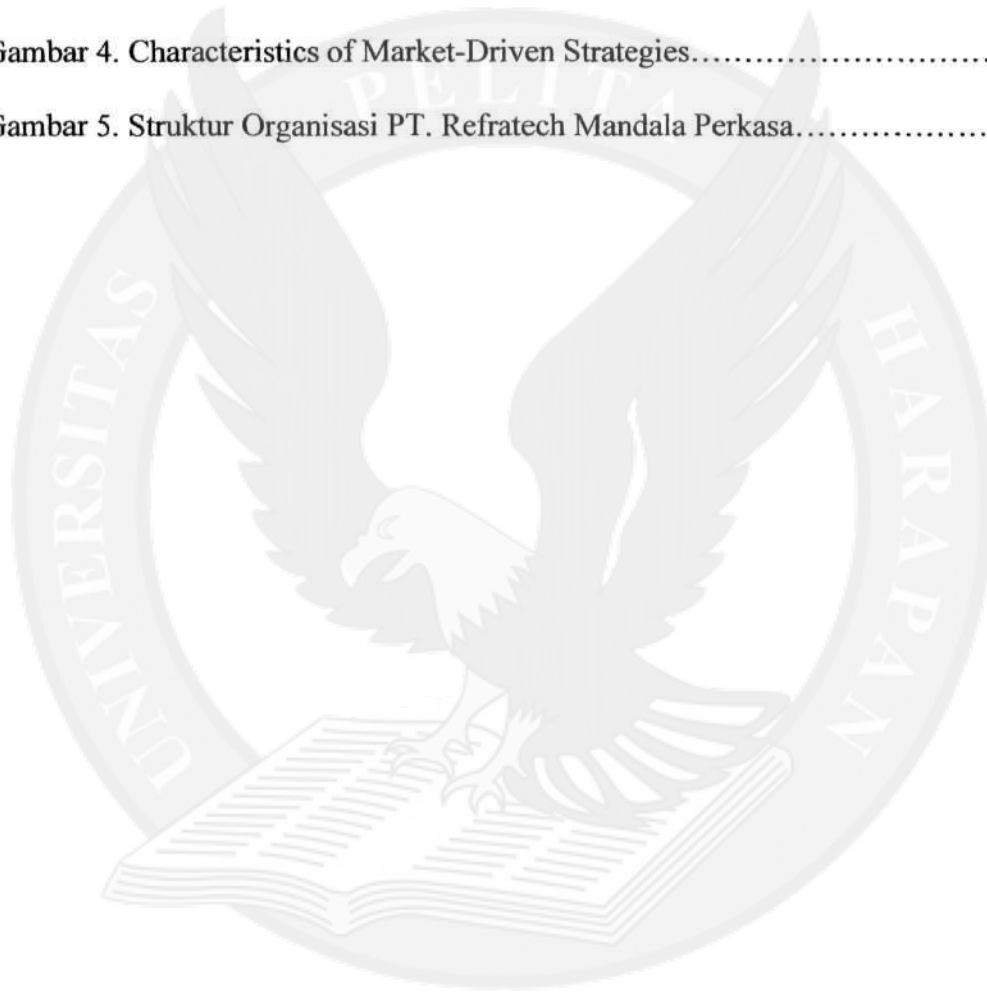 Gambar 4. Characteristics of Market-Driven Strategies..............................
Gambar 5. Struktur Organisasi PT. Refratech Mandala Perkasa....................
UNIVERSITAS PELITA HARAPAN